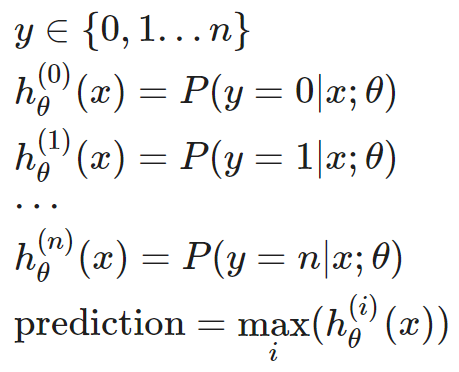 y ∈ {0, 1...n}
h_θ^{(0)}(x) = P(y = 0|x; θ)
h_θ^{(1)}(x) = P(y = 1|x; θ)
...
h_θ^{(n)}(x) = P(y = n|x; θ)
prediction = max_i(h_θ^{(i)}(x))